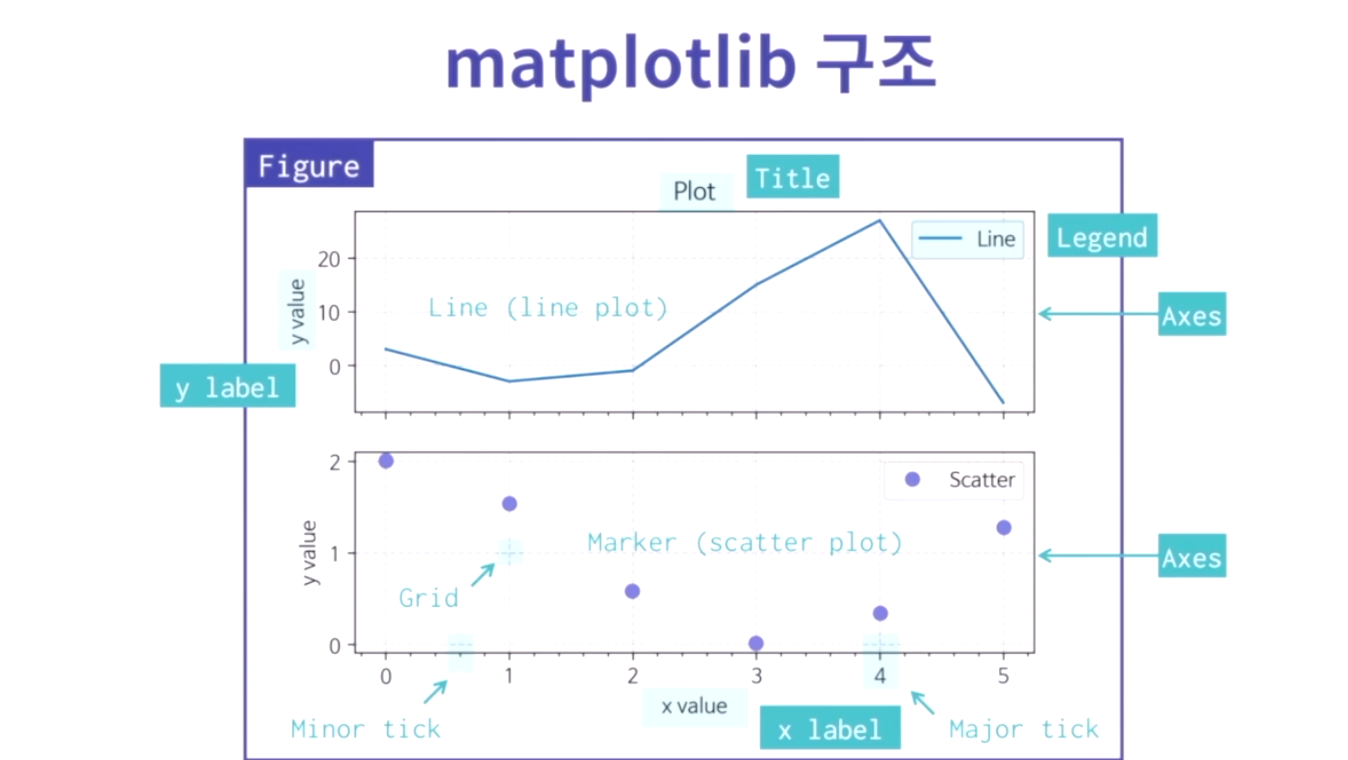 matplotlib 구조
Figure
Plot
Title
Line
Legend
20
10
0
y value
Line (line plot)
Axes
y label
2
1
0
y value
Scatter
Marker (scatter plot)
Axes
Grid
0 1 2 3 4 5
x value
Minor tick
x label
Major tick